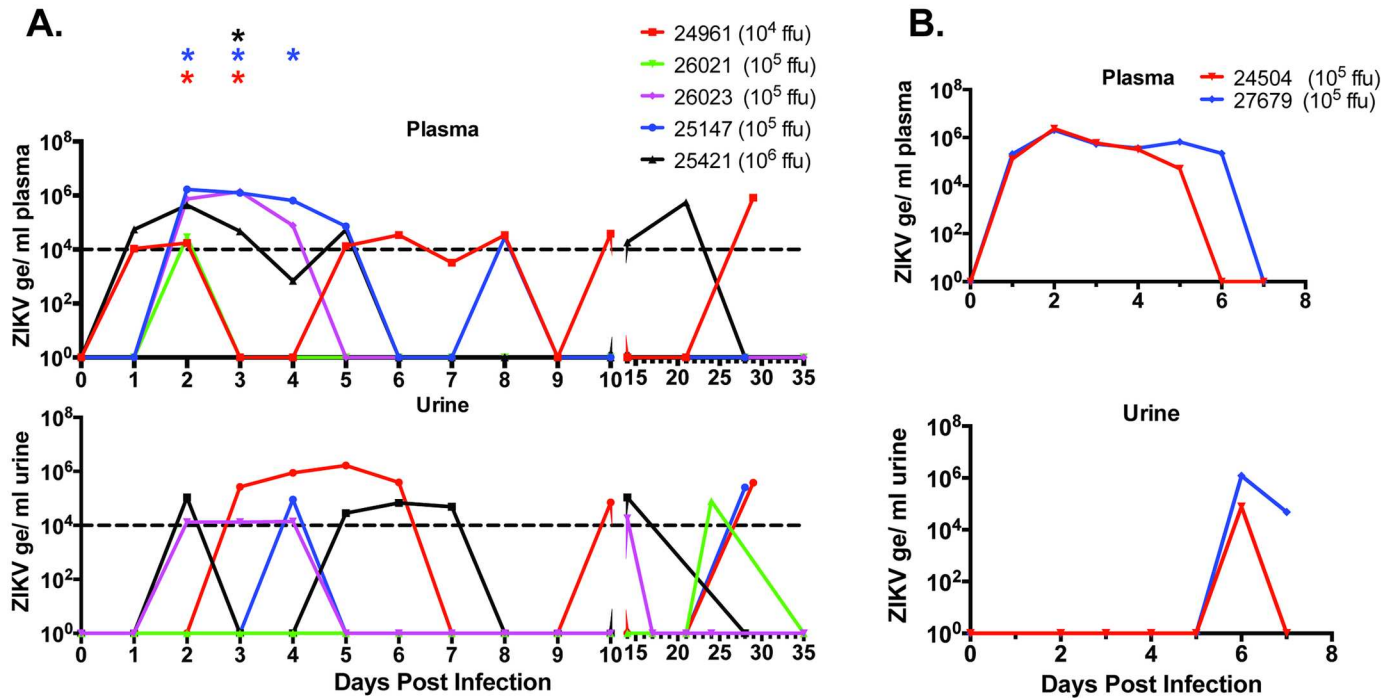 A.
*
* * *
* *
24961 (10⁴ ffu)
26021 (10⁵ ffu)
26023 (10⁵ ffu)
25147 (10⁵ ffu)
25421 (10⁶ ffu)
Plasma
ZIKV ge/ ml plasma
10⁸
10⁶
10⁴
10²
10⁰
0 1 2 3 4 5 6 7 8 9 10 15 20 25 30 35
Urine
ZIKV ge/ ml urine
10⁸
10⁶
10⁴
10²
10⁰
0 1 2 3 4 5 6 7 8 9 10 15 20 25 30 35
Days Post Infection
B.
Plasma
24504 (10⁵ ffu)
27679 (10⁵ ffu)
ZIKV ge/ ml plasma
10⁸
10⁶
10⁴
10²
10⁰
0 2 4 6 8
Urine
ZIKV ge/ ml urine
10⁸
10⁶
10⁴
10²
10⁰
0 2 4 6 8
Days Post Infection